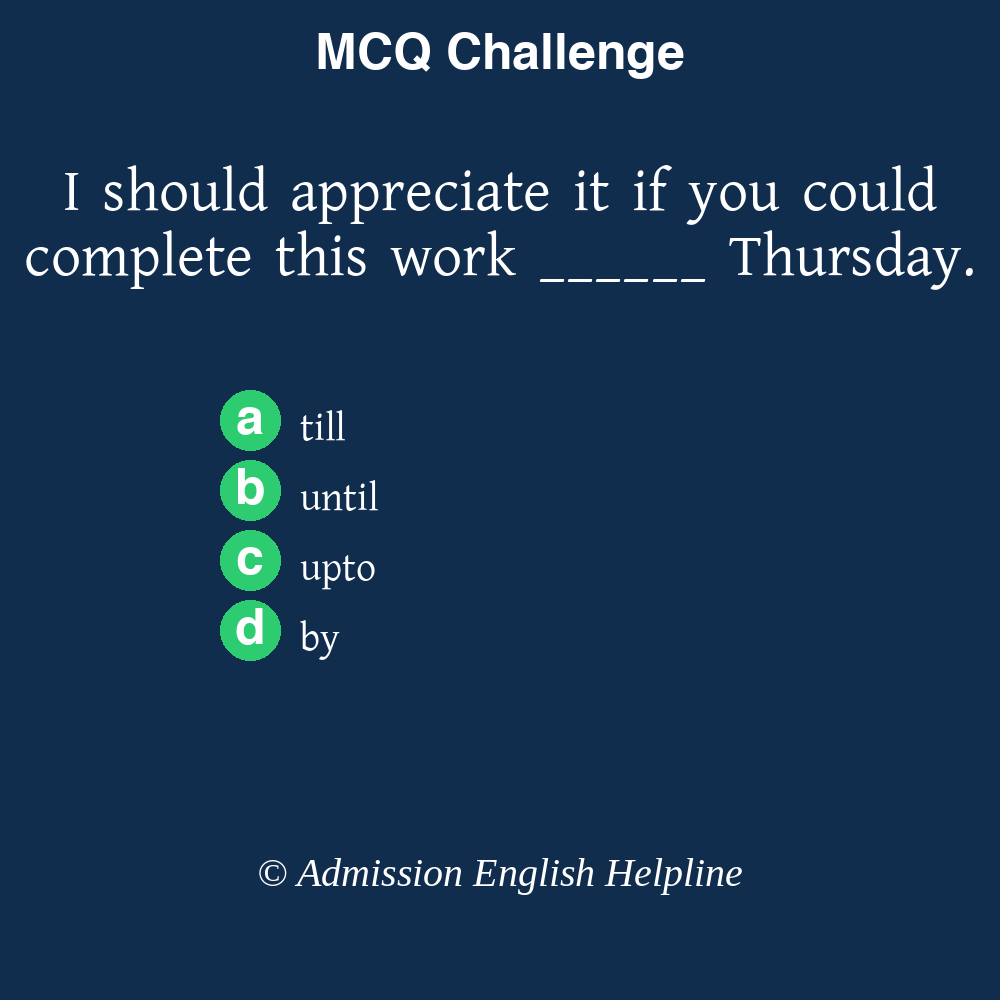 MCQ Challenge
I should appreciate it if you could
complete this work ______ Thursday.
a till
b until
c upto
d by
© Admission English Helpline